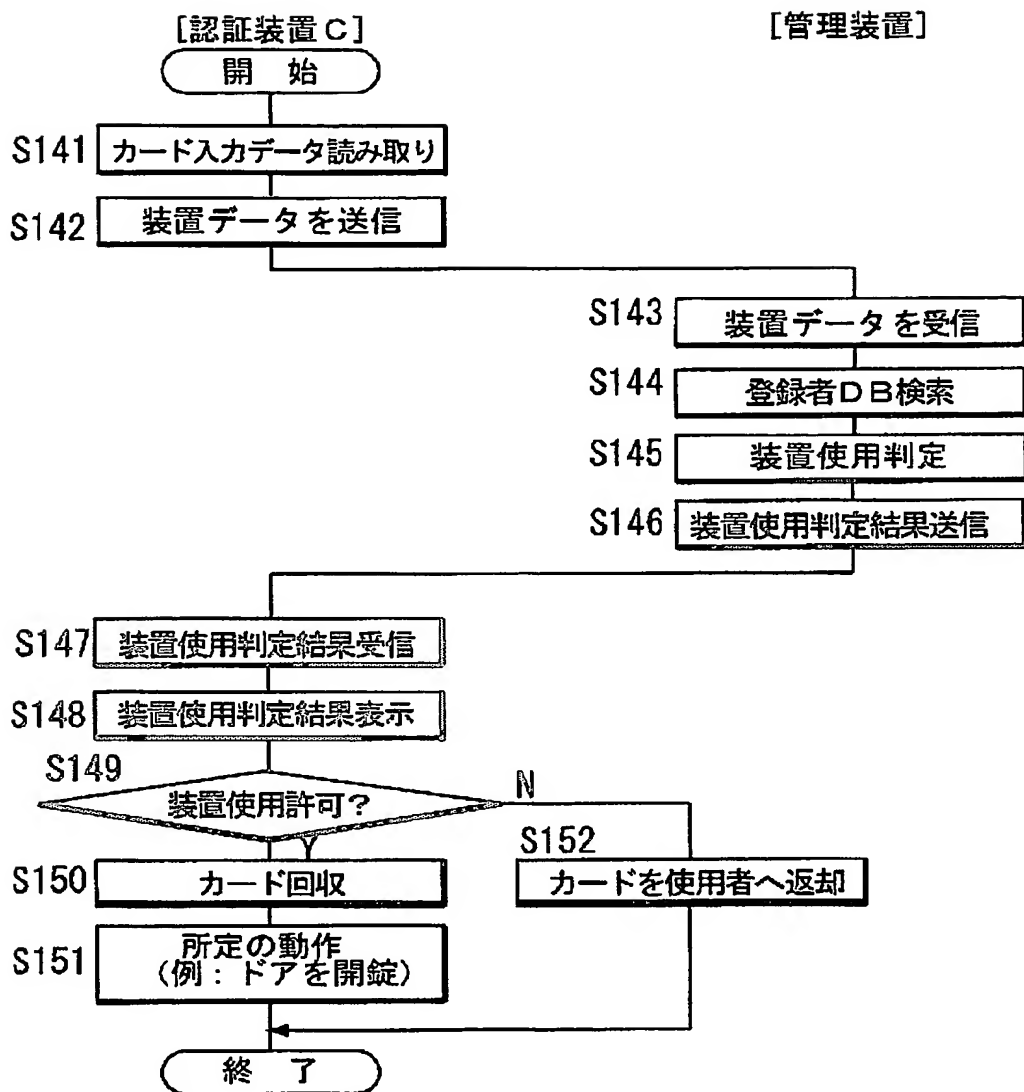 [認証装置C]
[管理装置]
開 始
S141 カード入力データ読み取り
S142 装置データを送信
S143 装置データを受信
S144 登録者DB検索
S145 装置使用判定
S146 装置使用判定結果送信
S147 装置使用判定結果受信
S148 装置使用判定結果表示
S149
装置使用許可?
N
Y
S150 カード回収
S152
カードを使用者へ返却
S151 所定の動作
(例:ドアを開錠)
終 了